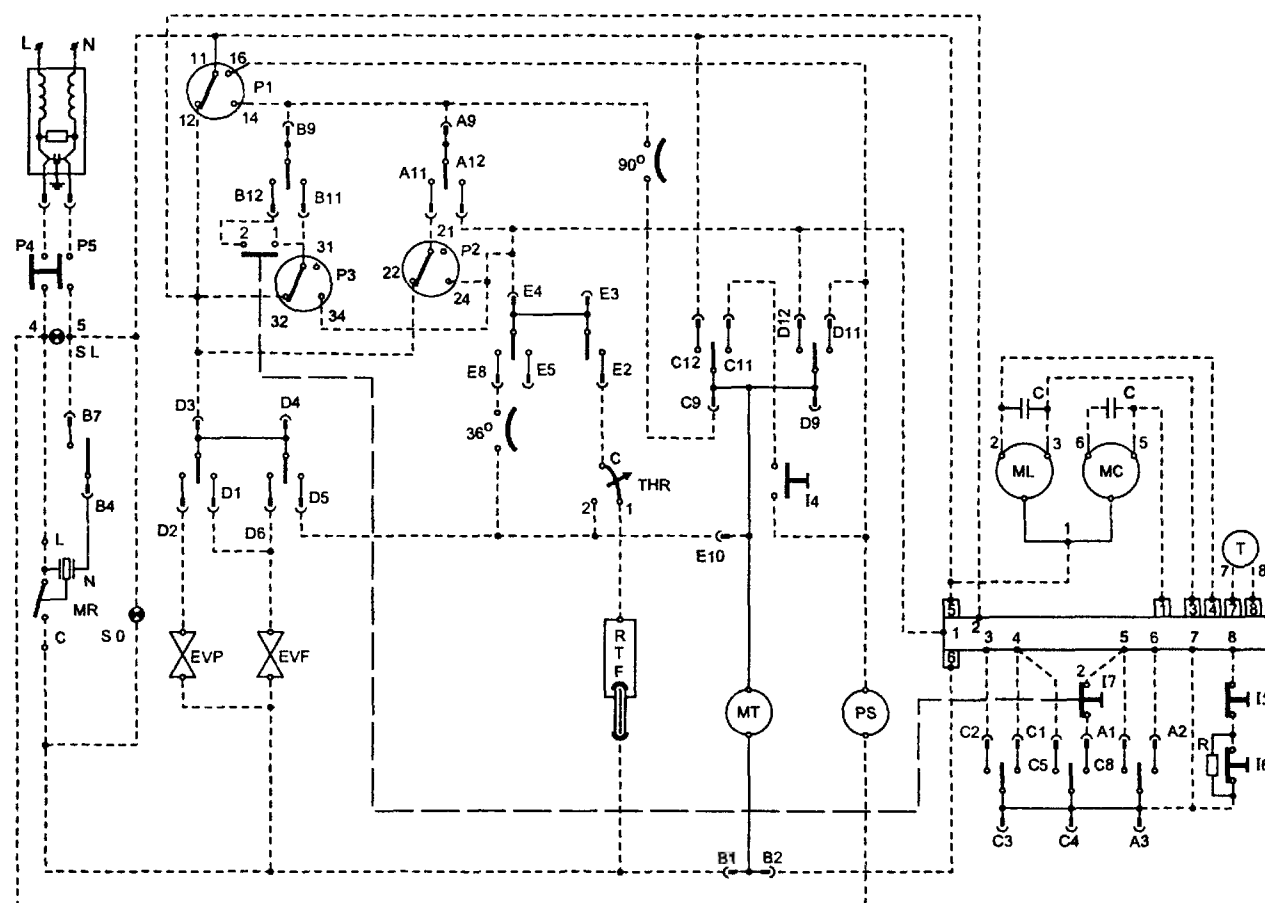 L N
11 16
P1
12 14
B9
A9
A12
A11
90°
B12 B11
2 1
31
21
P4 P5
P3
P2
22
24
32 34
E4 E3
D12 D11
4 5
SL
E8 E5 E2
C12 C11
C9
D9
C C
B7
D3 D4
36°
2 3 6 5
ML MC
C
THR
2 1
I4
B4
D2 D1 D6 D5
E10
1
T
7 8
L
N
MR
C
S0
5 1 3 4 7 8
1 2
6
3 4 5 6 7 8
EVP EVF
RTF
MT
PS
2 I7
I5
C2 C1 A1 A2
C5 C8
R
I6
C3 C4 A3
B1 B2